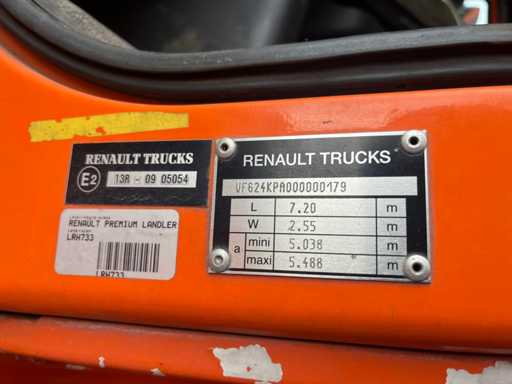 RENAULT TRUCKS
E2 13R - 09 05054
RENAULT PREMIUM LANDLER
LRH733
LRH733
RENAULT TRUCKS
VF624KPA000000179
L 7.20 m
W 2.55 m
a mini 5.038 m
maxi 5.488 m